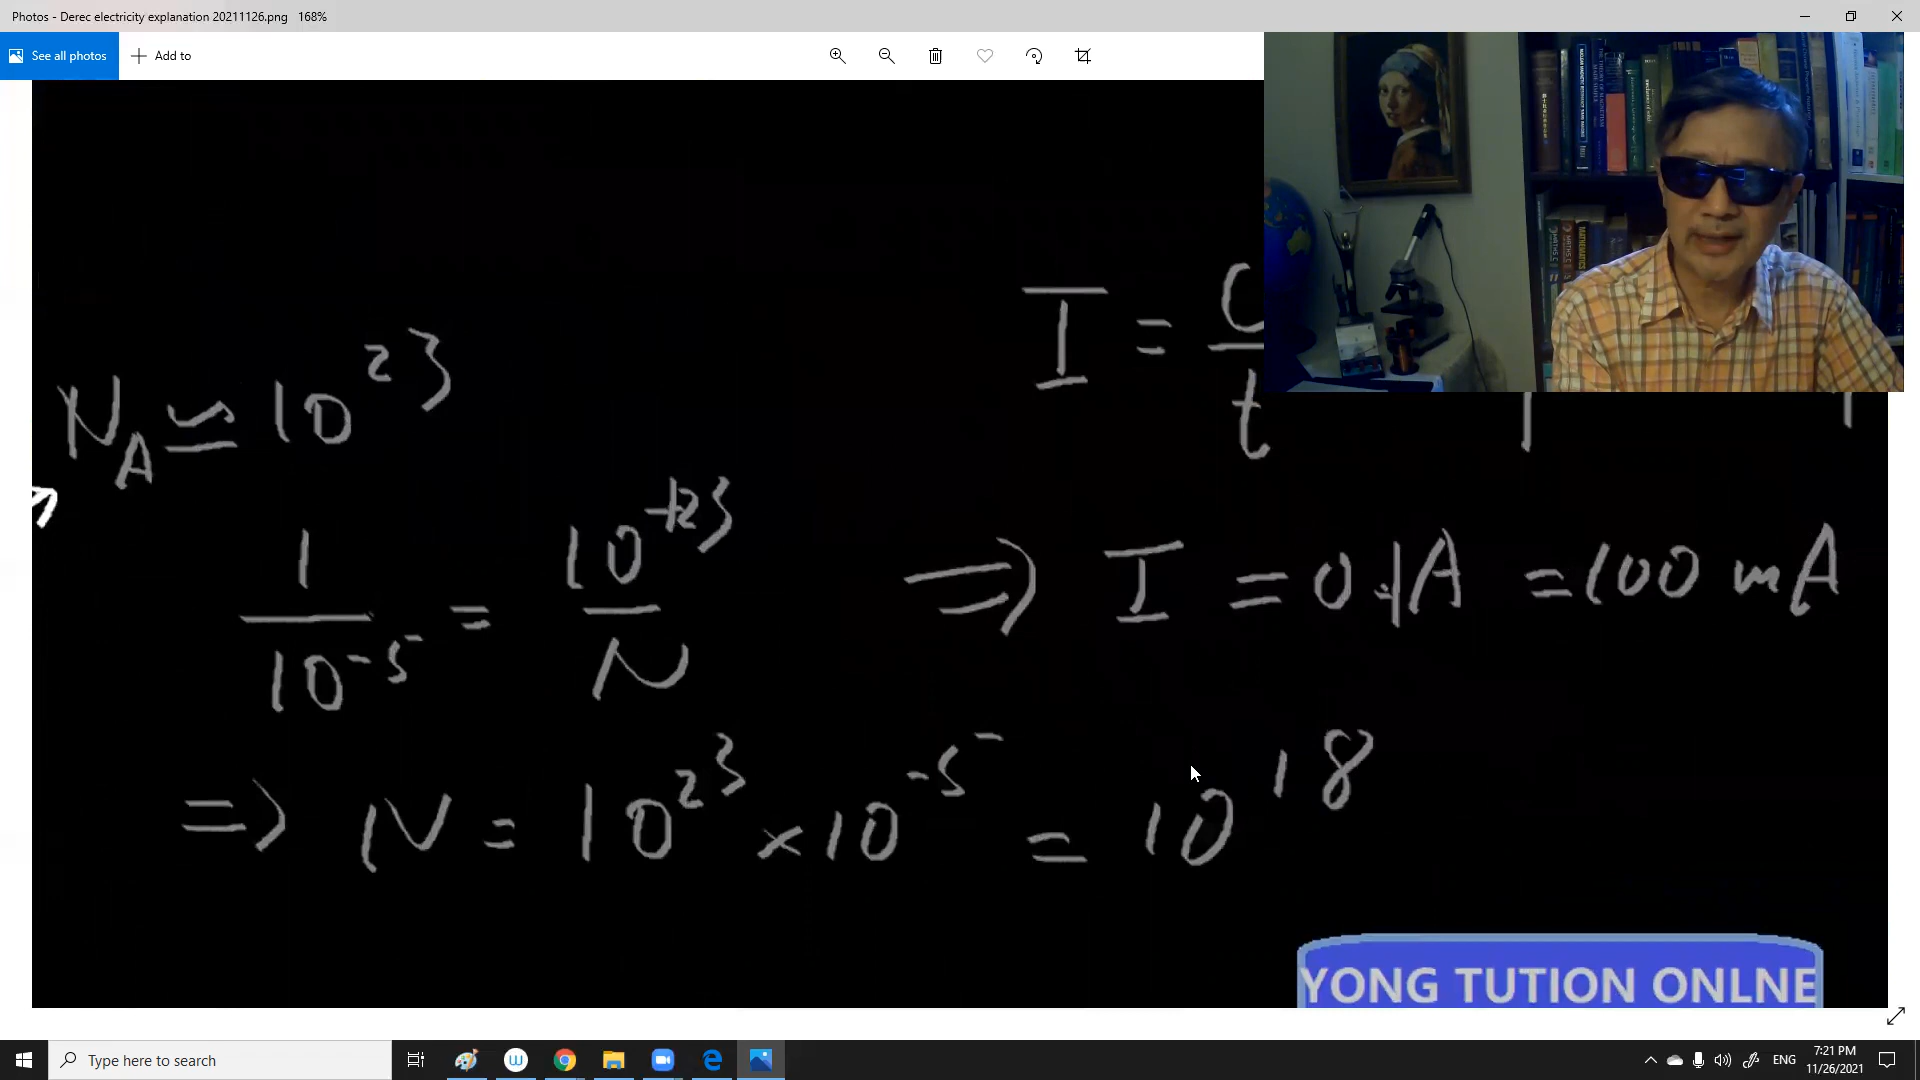 Photos - Derec electricity explanation 20211126.png 168%
See all photos
Add to
MATHEMATICS
I = C/t
N_A ≃ 10^23
1/10^-5 = 10^23/N
⇒ I = 0.1A = 100 mA
⇒ N = 10^23 × 10^-5 = 10^18
YONG TUTION ONLNE
Type here to search
ENG
7:21 PM
11/26/2021